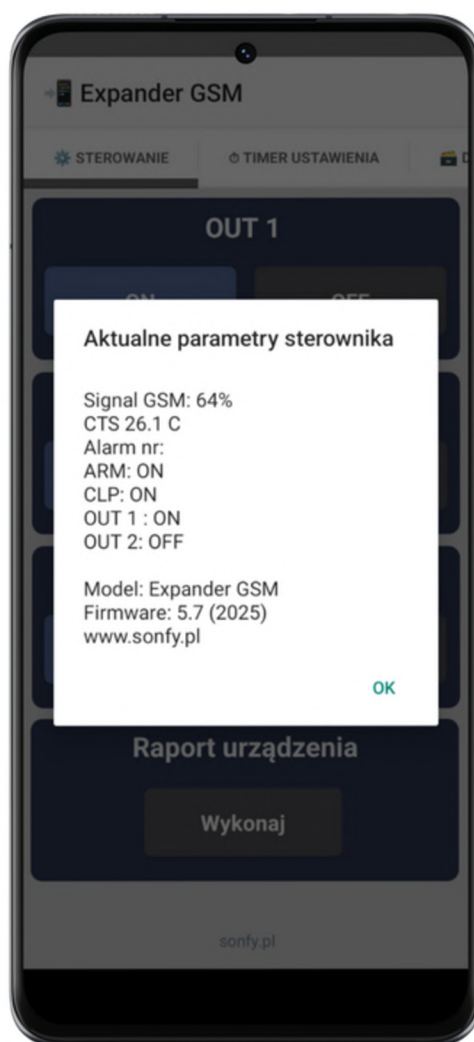 Expander GSM
STEROWANIE
TIMER USTAWIENIA
OUT 1
ON
OFF
Aktualne parametry sterownika
Signal GSM: 64%
CTS 26.1 C
Alarm nr:
ARM: ON
CLP: ON
OUT 1 : ON
OUT 2: OFF
Model: Expander GSM
Firmware: 5.7 (2025)
www.sonfy.pl
OK
Raport urządzenia
Wykonaj
sonfy.pl